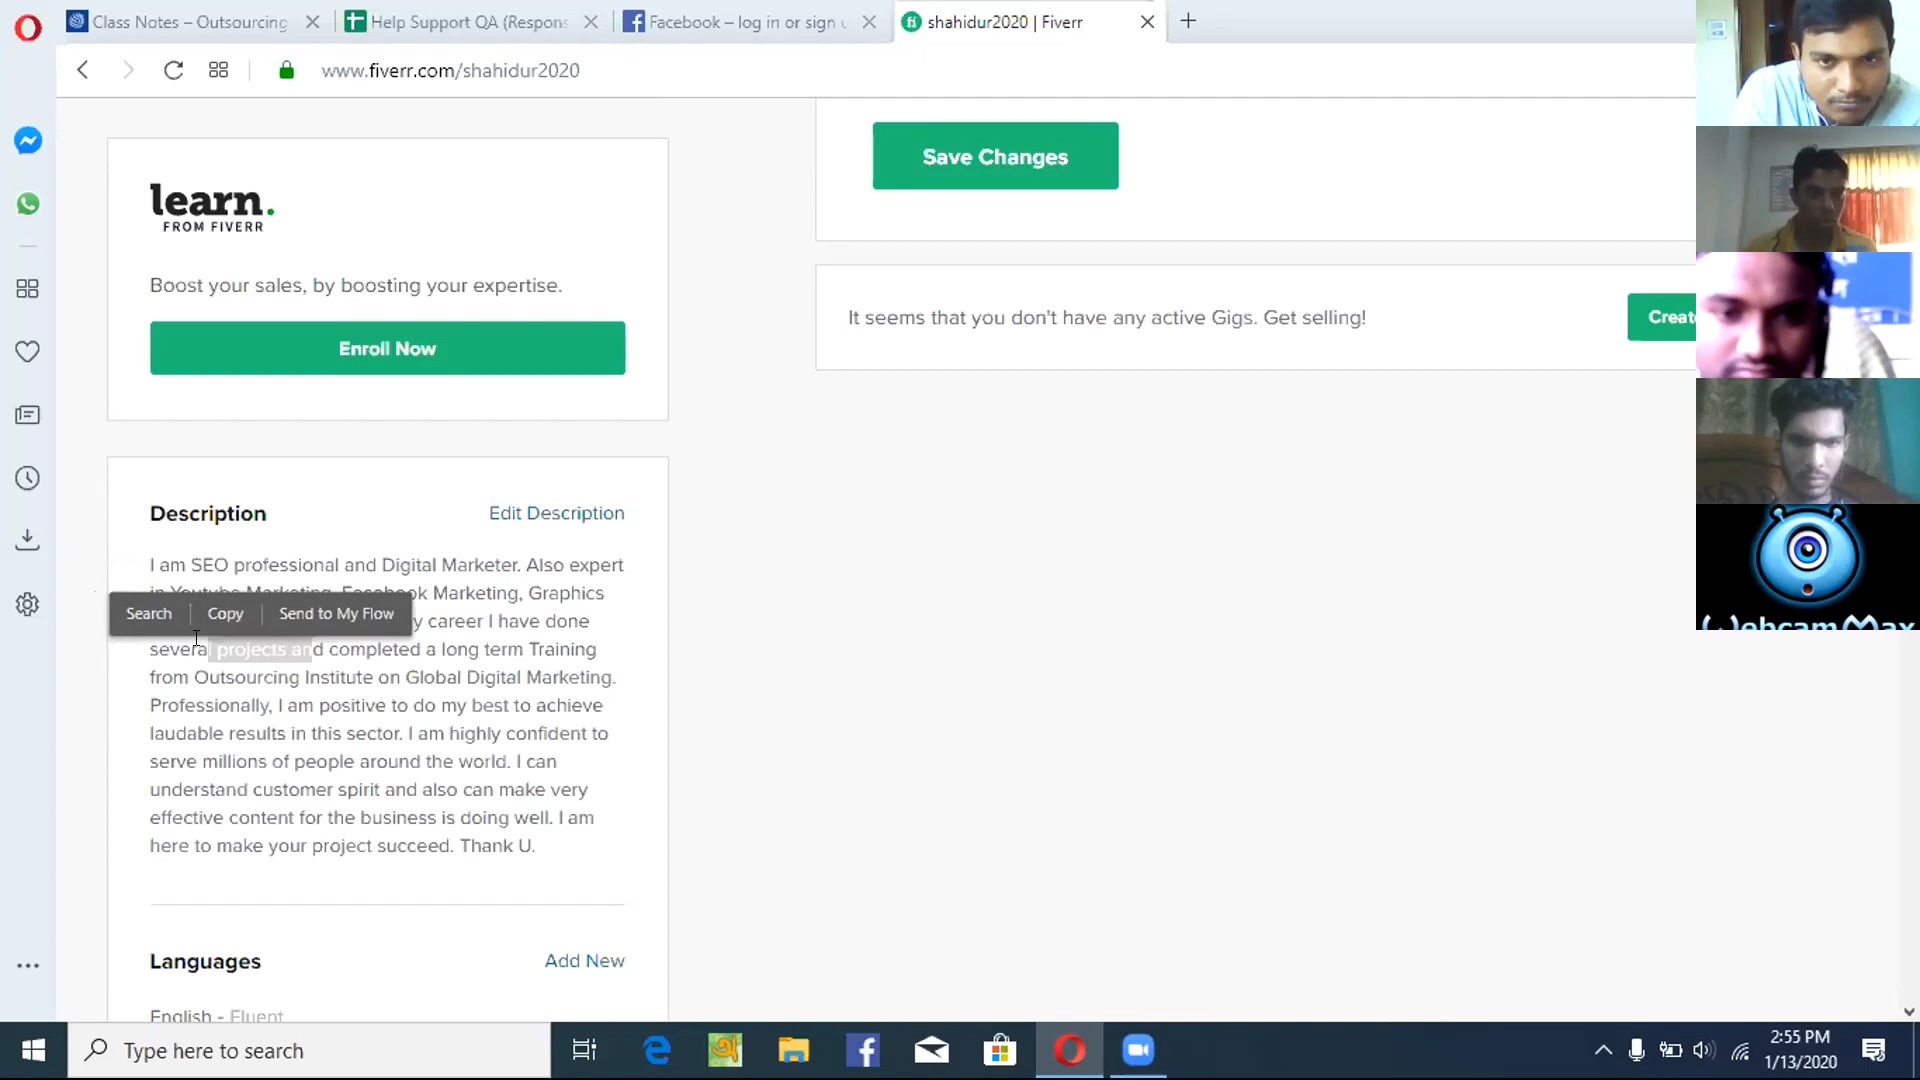 Class Notes – Outsourcing
Help Support QA (Respons
Facebook – log in or sign u
shahidur2020 | Fiverr
www.fiverr.com/shahidur2020
Save Changes
learn.
FROM FIVERR
Boost your sales, by boosting your expertise.
Enroll Now
It seems that you don't have any active Gigs. Get selling!
Create
Description
Edit Description
I am SEO professional and Digital Marketer. Also expert
in Youtube Marketing, Facebook Marketing, Graphics
Search
Copy
Send to My Flow
y career I have done
several projects and completed a long term Training
from Outsourcing Institute on Global Digital Marketing.
Professionally, I am positive to do my best to achieve
laudable results in this sector. I am highly confident to
serve millions of people around the world. I can
understand customer spirit and also can make very
effective content for the business is doing well. I am
here to make your project succeed. Thank U.
Languages
Add New
English - Fluent
WebcamMax
Type here to search
2:55 PM
1/13/2020